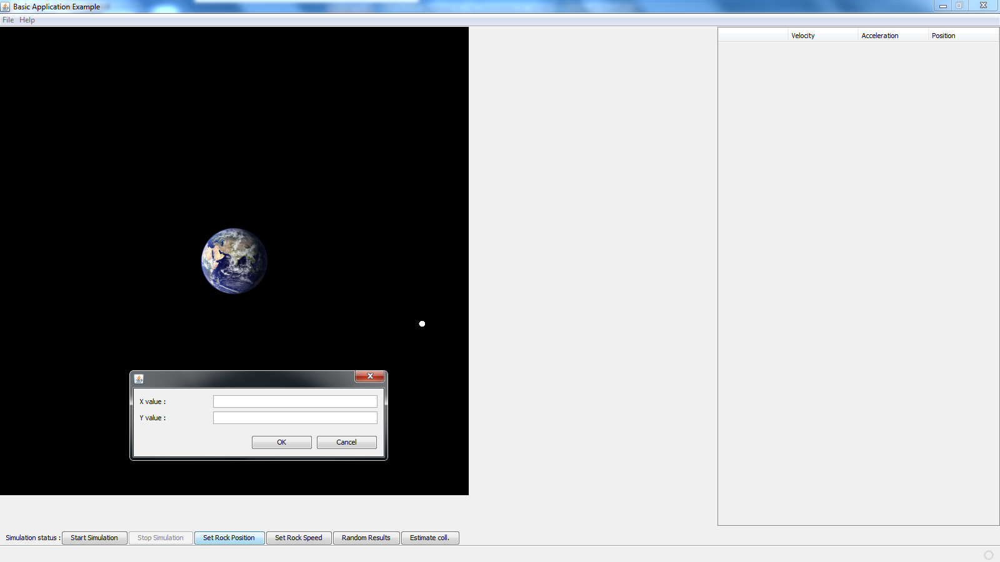 Basic Application Example
File Help
Velocity Acceleration Position
X value :
Y value :
OK Cancel
Simulation status : Start Simulation Stop Simulation Set Rock Position Set Rock Speed Random Results Estimate coll.